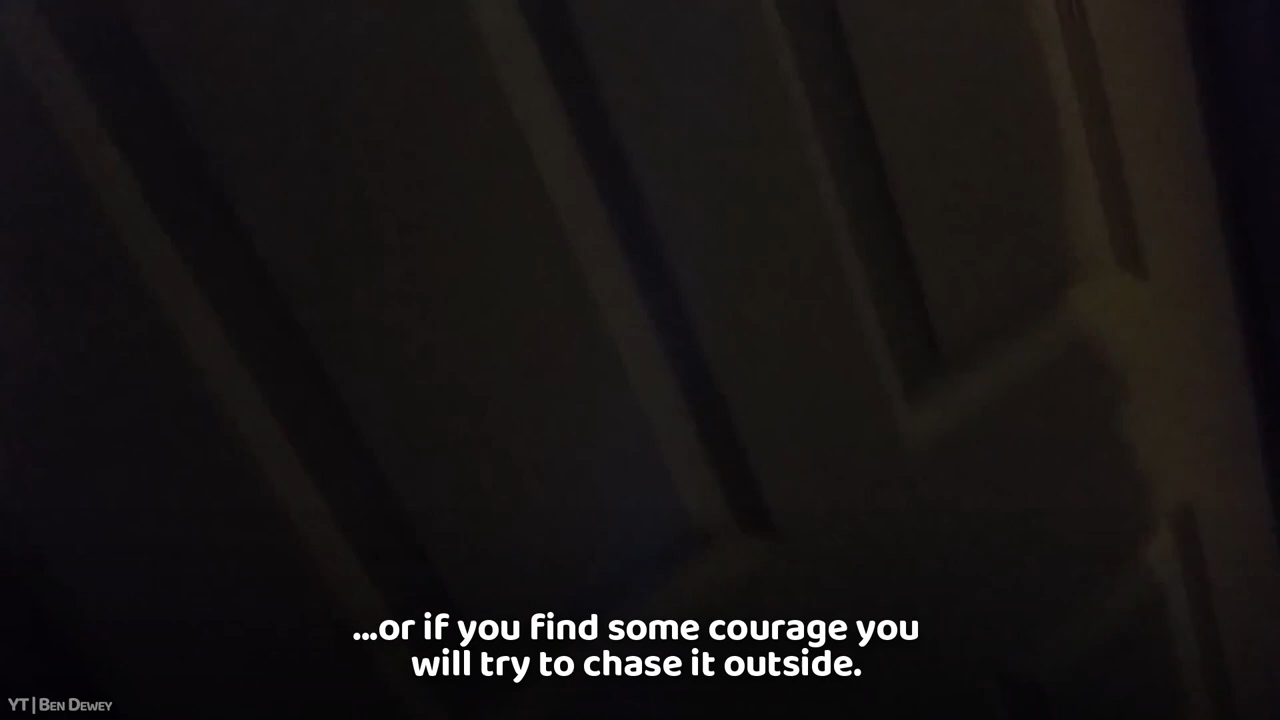 ...or if you find some courage you
will try to chase it outside.
YT | Ben Dewey